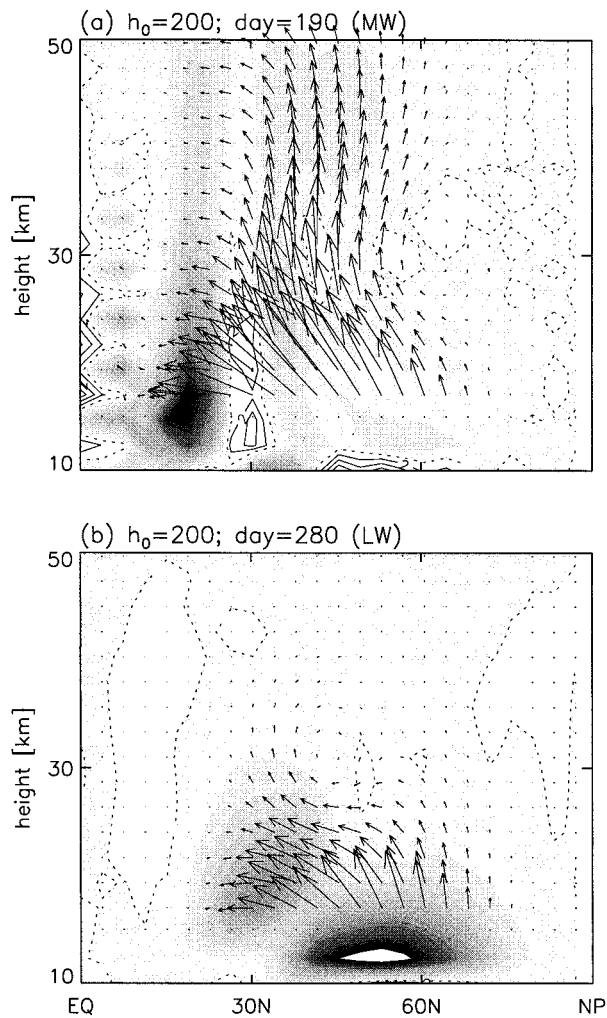 (a) h₀=200; day=190 (MW)
50
30
10
height [km]
(b) h₀=200; day=280 (LW)
50
30
10
height [km]
EQ 30N 60N NP